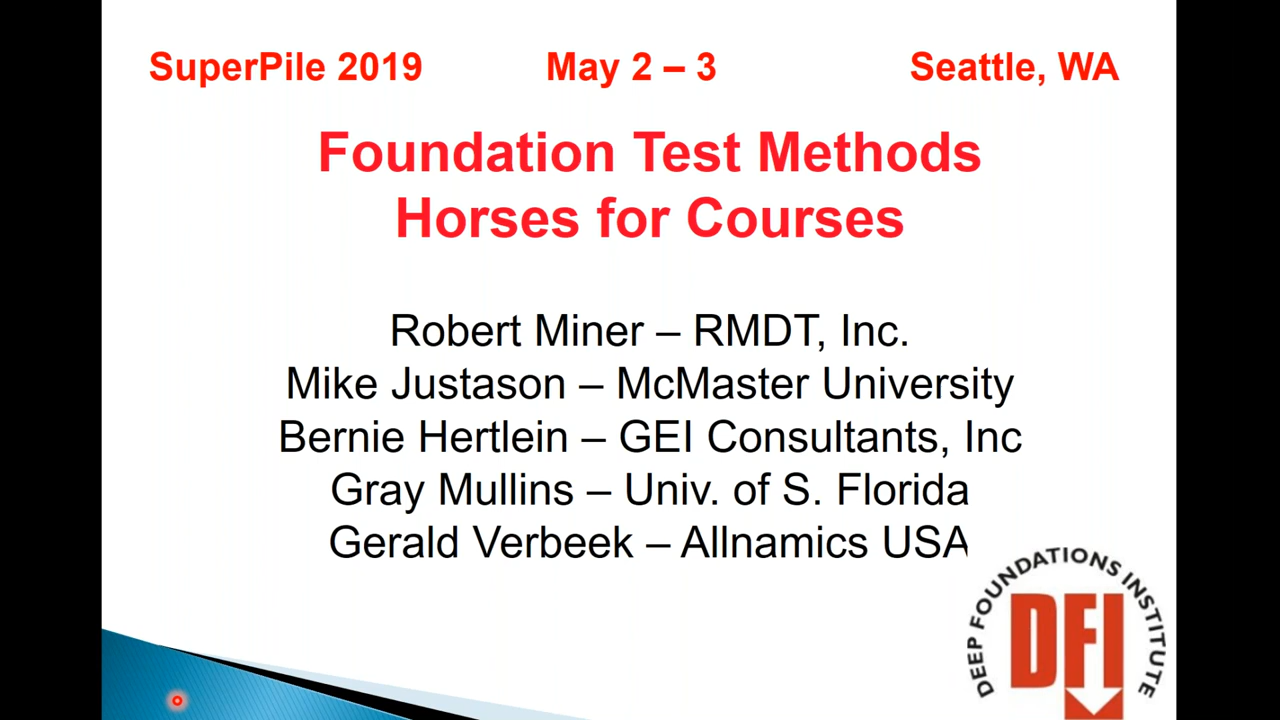 SuperPile 2019 May 2 – 3 Seattle, WA
Foundation Test Methods
Horses for Courses
Robert Miner – RMDT, Inc.
Mike Justason – McMaster University
Bernie Hertlein – GEI Consultants, Inc
Gray Mullins – Univ. of S. Florida
Gerald Verbeek – Allnamics USA
DEEP FOUNDATIONS INSTITUTE
DFI